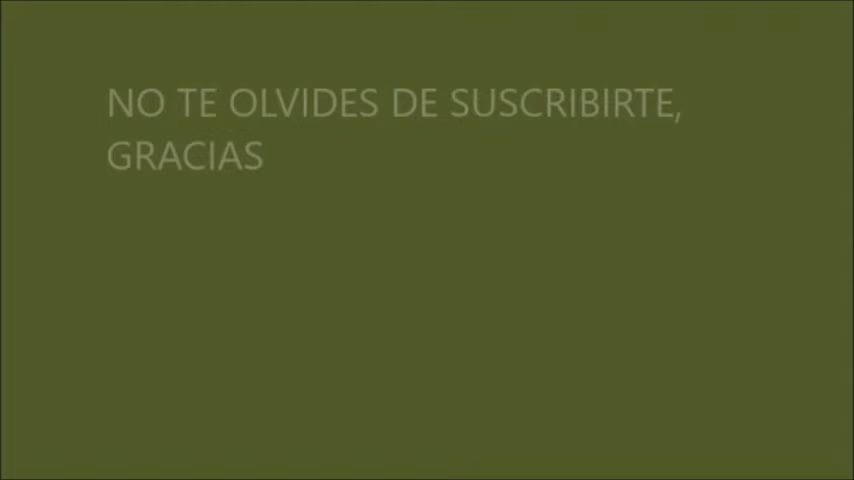 NO TE OLVIDES DE SUSCRIBIRTE,
GRACIAS